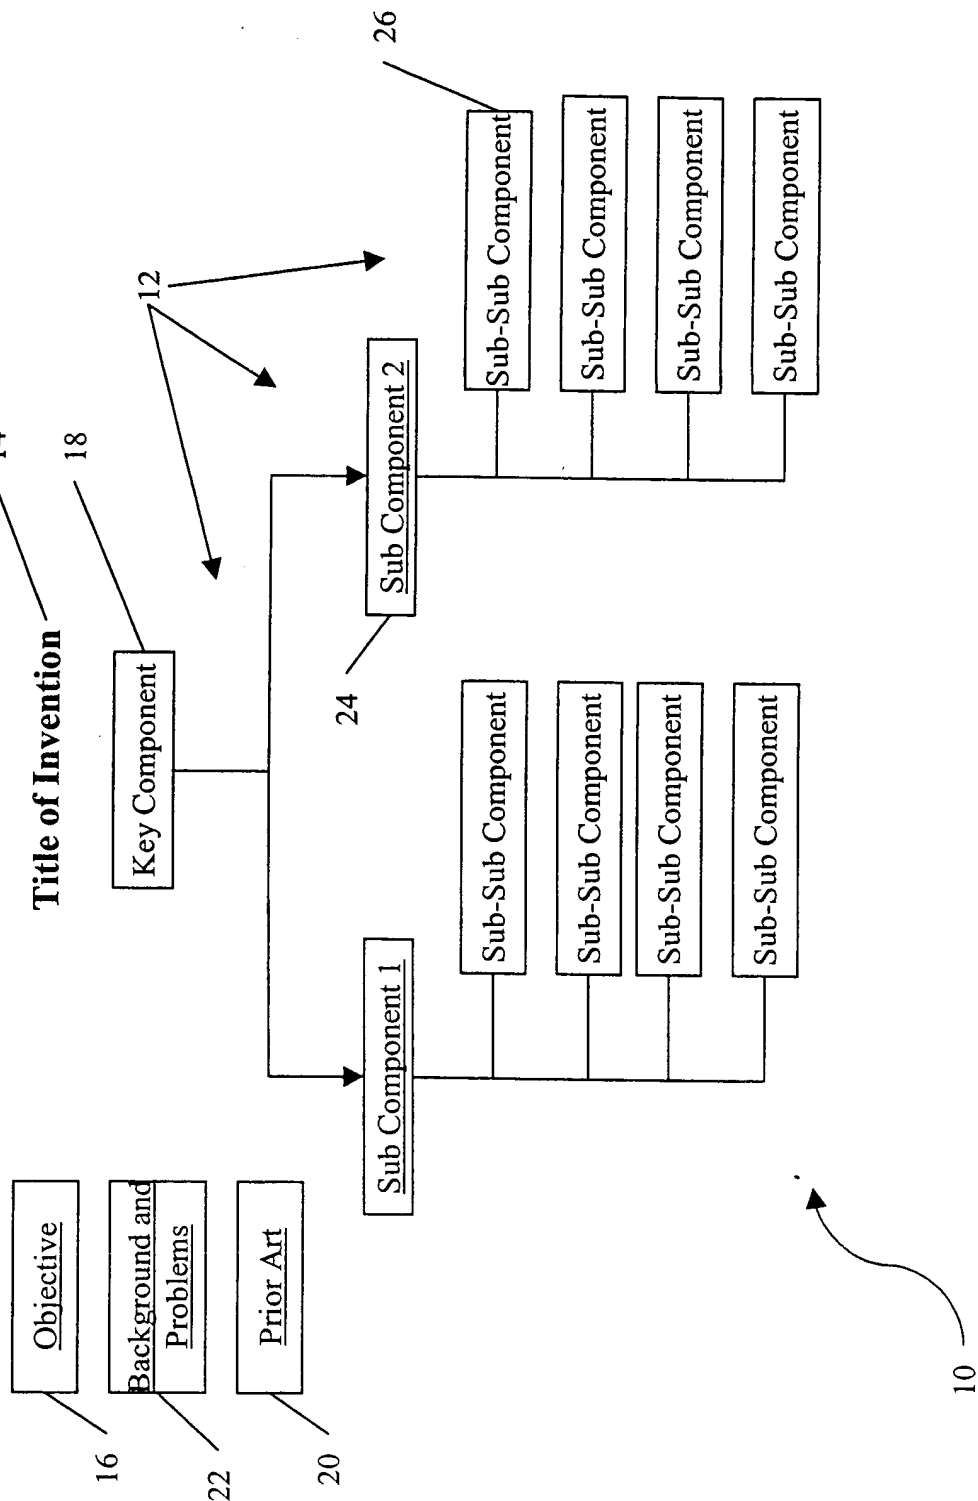 Title of Invention
18
Objective
16
Background and
Problems
22
Prior Art
20
Key Component
12
Sub Component 1
Sub Component 2
24
26
Sub-Sub Component
Sub-Sub Component
Sub-Sub Component
Sub-Sub Component
Sub-Sub Component
Sub-Sub Component
Sub-Sub Component
Sub-Sub Component
10